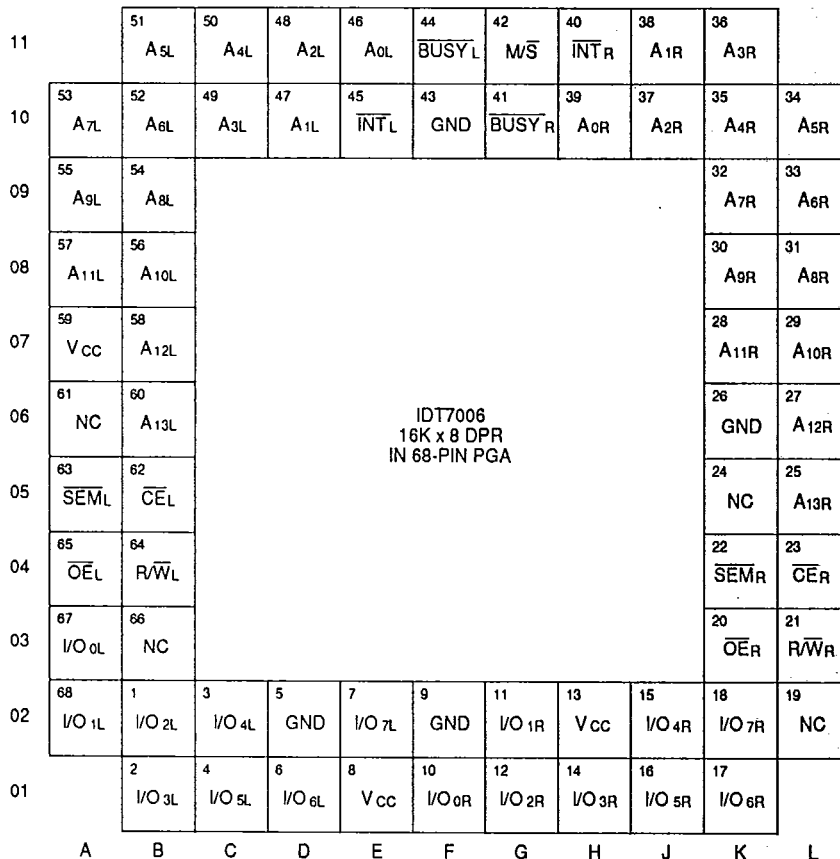 11 51 A5L 50 A4L 48 A2L 46 A0L 44 BUSYL 42 M/S 40 INTR 38 A1R 36 A3R
10 53 A7L 52 A6L 49 A3L 47 A1L 45 INTL 43 GND 41 BUSYR 39 A0R 37 A2R 35 A4R 34 A5R
09 55 A9L 54 A8L 32 A7R 33 A6R
08 57 A11L 56 A10L 30 A9R 31 A8R
07 59 VCC 58 A12L 28 A11R 29 A10R
06 61 NC 60 A13L 26 GND 27 A12R
IDT7006
16K x 8 DPR
IN 68-PIN PGA
05 63 SEML 62 CEL 24 NC 25 A13R
04 65 OEL 64 R/WL 22 SEMR 23 CER
03 67 I/O0L 66 NC 20 OER 21 R/WR
02 68 I/O1L 1 I/O2L 3 I/O4L 5 GND 7 I/O7L 9 GND 11 I/O1R 13 VCC 15 I/O4R 18 I/O7R 19 NC
01 2 I/O3L 4 I/O5L 6 I/O6L 8 VCC 10 I/O0R 12 I/O2R 14 I/O3R 16 I/O5R 17 I/O6R
A B C D E F G H J K L